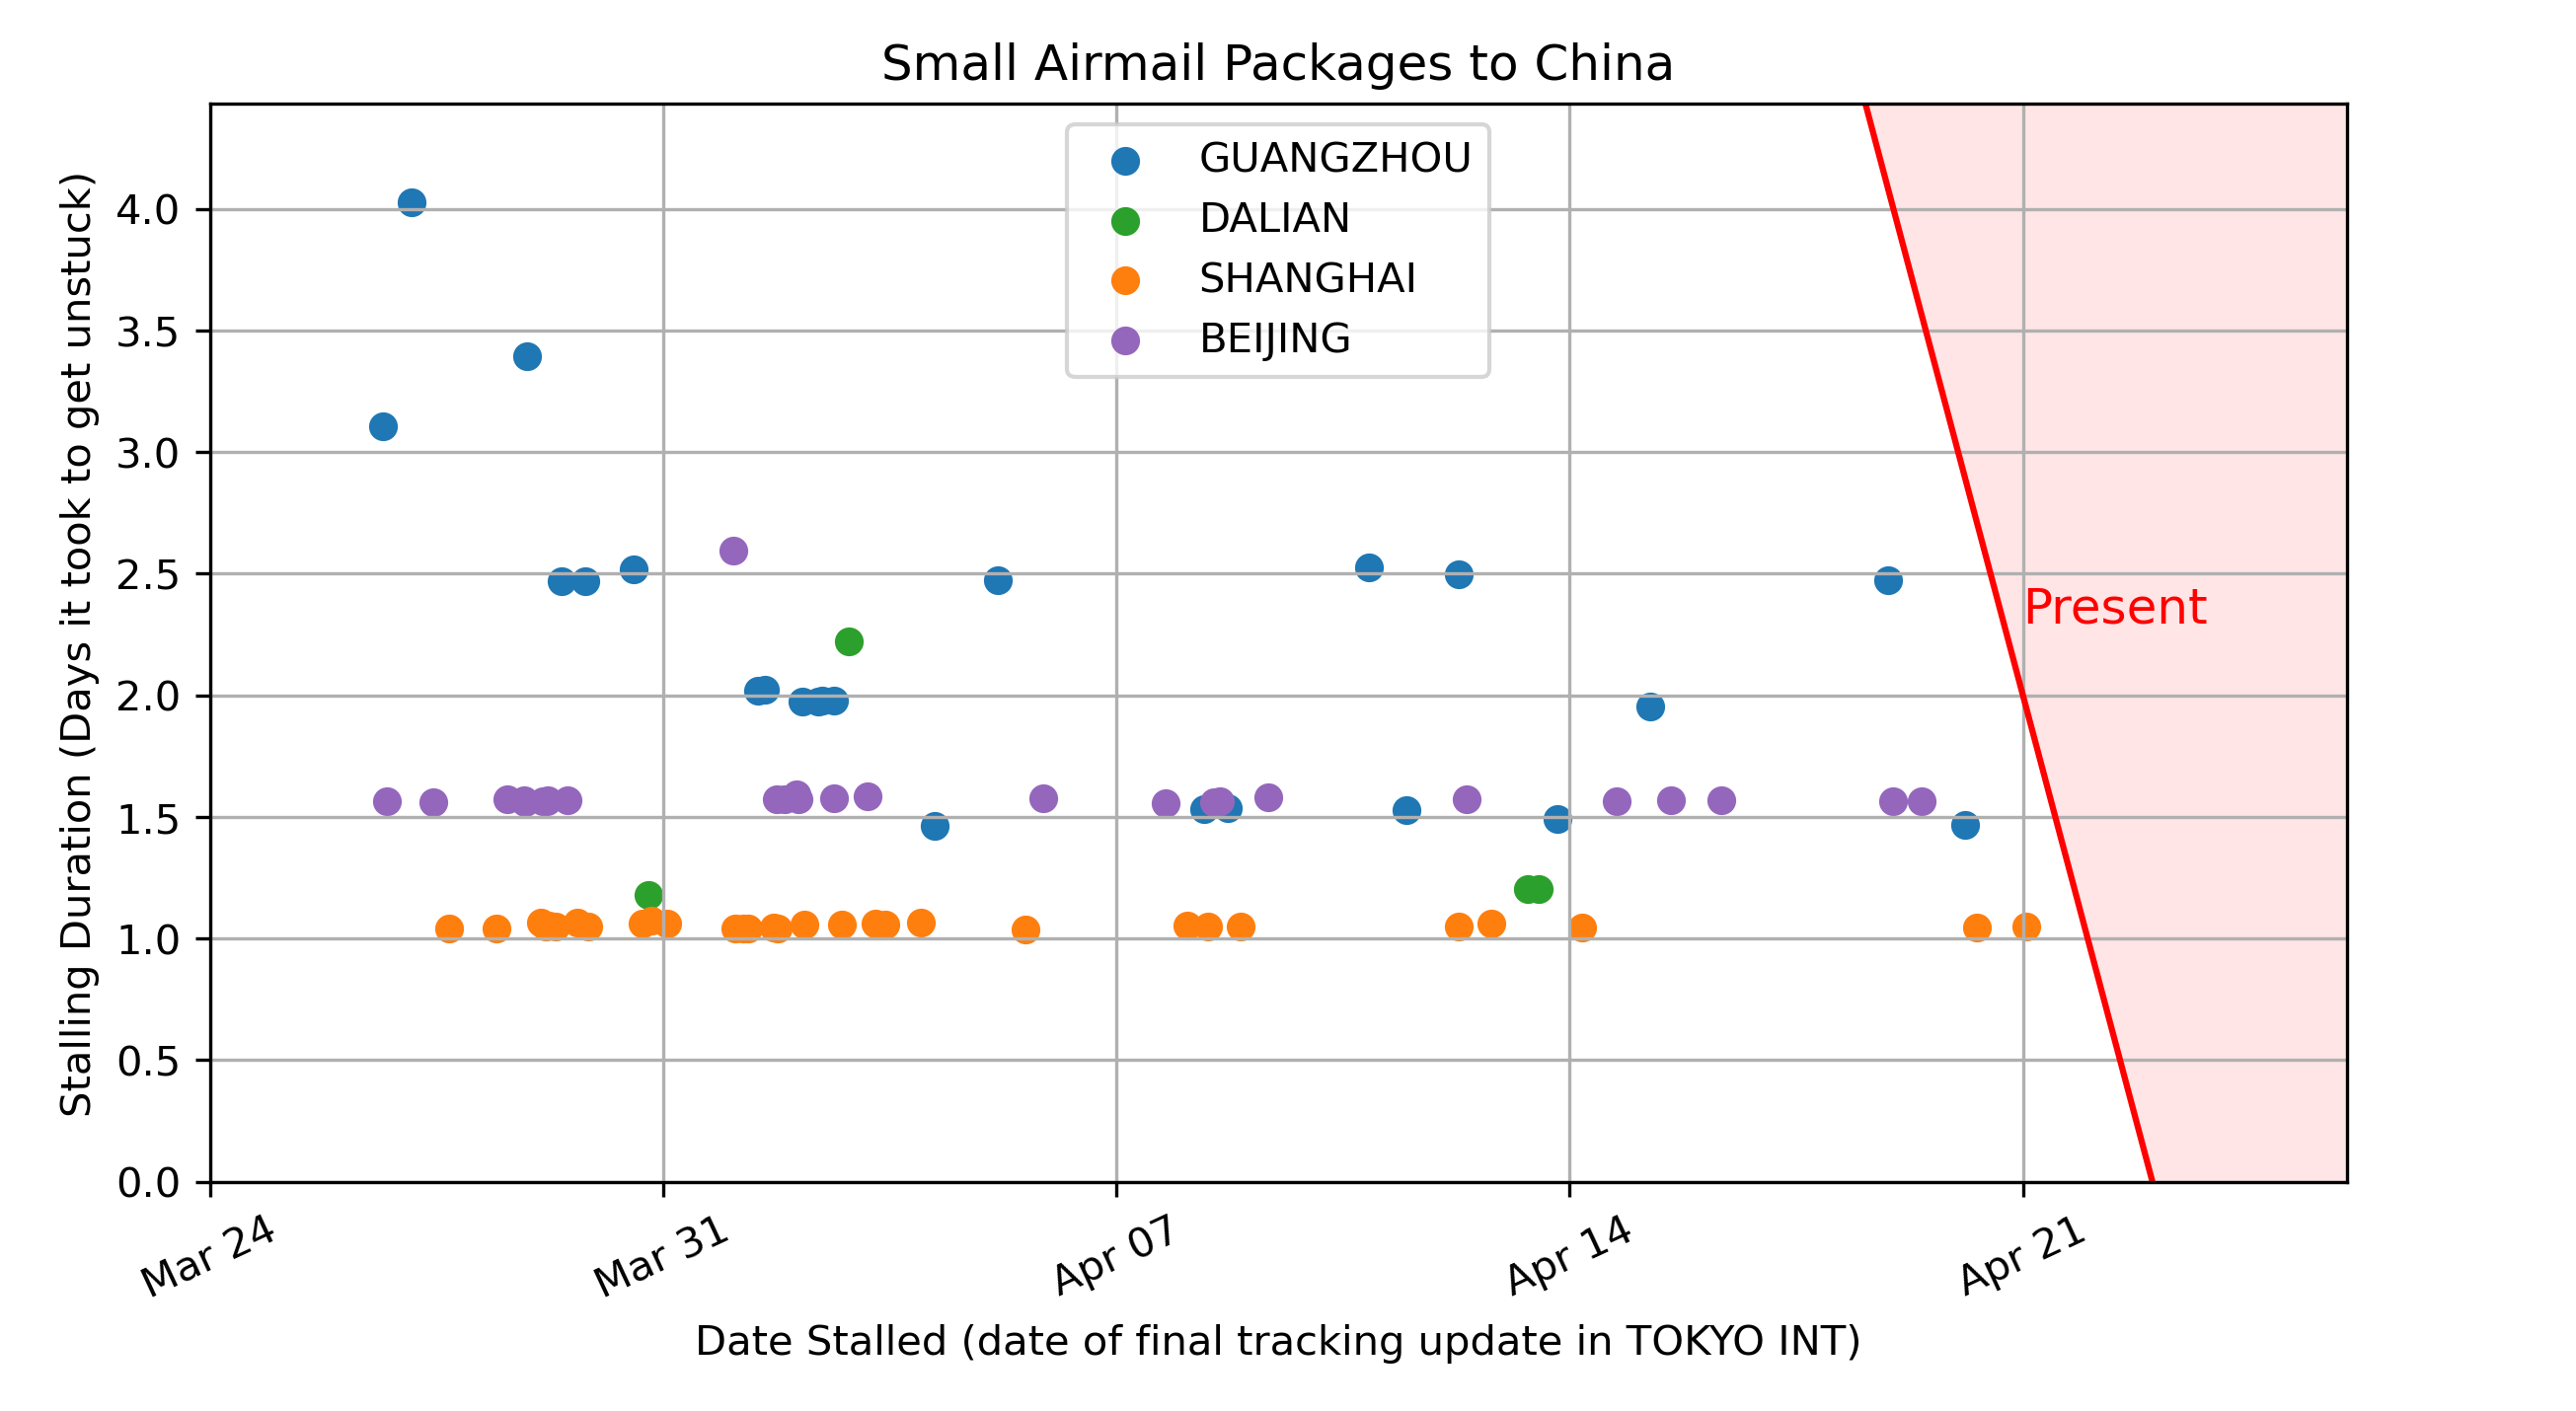 Small Airmail Packages to China
GUANGZHOU
DALIAN
SHANGHAI
BEIJING
Present
Stalling Duration (Days it took to get unstuck)
4.0
3.5
3.0
2.5
2.0
1.5
1.0
0.5
0.0
Mar 24
Mar 31
Apr 07
Apr 14
Apr 21
Date Stalled (date of final tracking update in TOKYO INT)